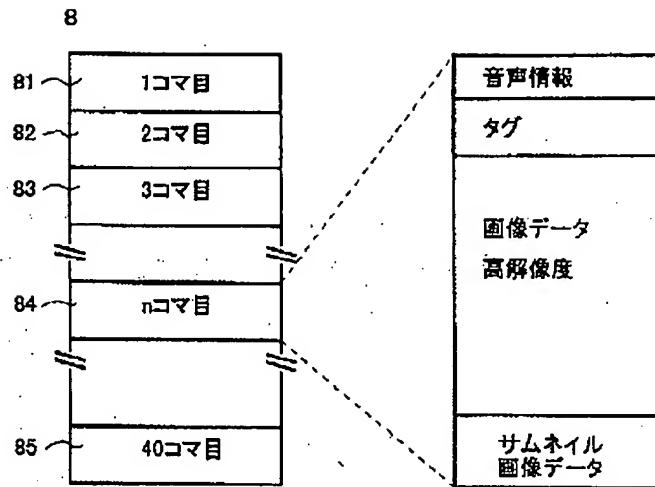 8
81 1コマ目
82 2コマ目
83 3コマ目
84 nコマ目
85 40コマ目
音声情報
タグ
画像データ
高解像度
サムネイル
画像データ